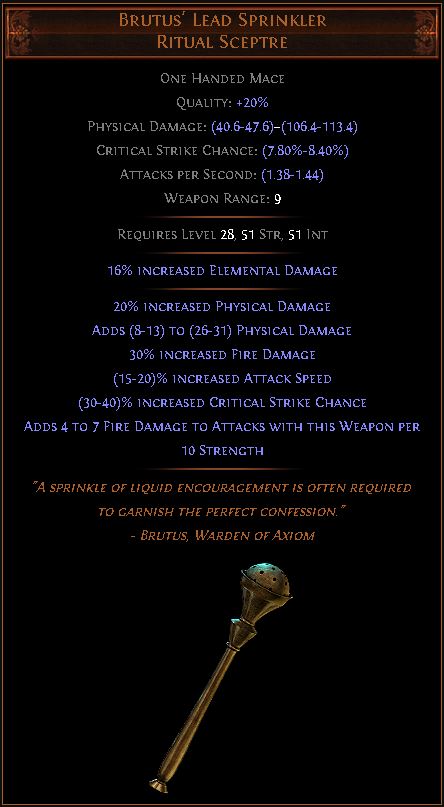 Brutus' Lead Sprinkler
Ritual Sceptre
One Handed Mace
Quality: +20%
Physical Damage: (40.6-47.6)–(106.4-113.4)
Critical Strike Chance: (7.80%-8.40%)
Attacks per Second: (1.38-1.44)
Weapon Range: 9
Requires Level 28, 51 Str, 51 Int
16% increased Elemental Damage
20% increased Physical Damage
Adds (8-13) to (26-31) Physical Damage
30% increased Fire Damage
(15-20)% increased Attack Speed
(30-40)% increased Critical Strike Chance
Adds 4 to 7 Fire Damage to Attacks with this Weapon per
10 Strength
"A sprinkle of liquid encouragement is often required
to garnish the perfect confession."
- Brutus, Warden of Axiom